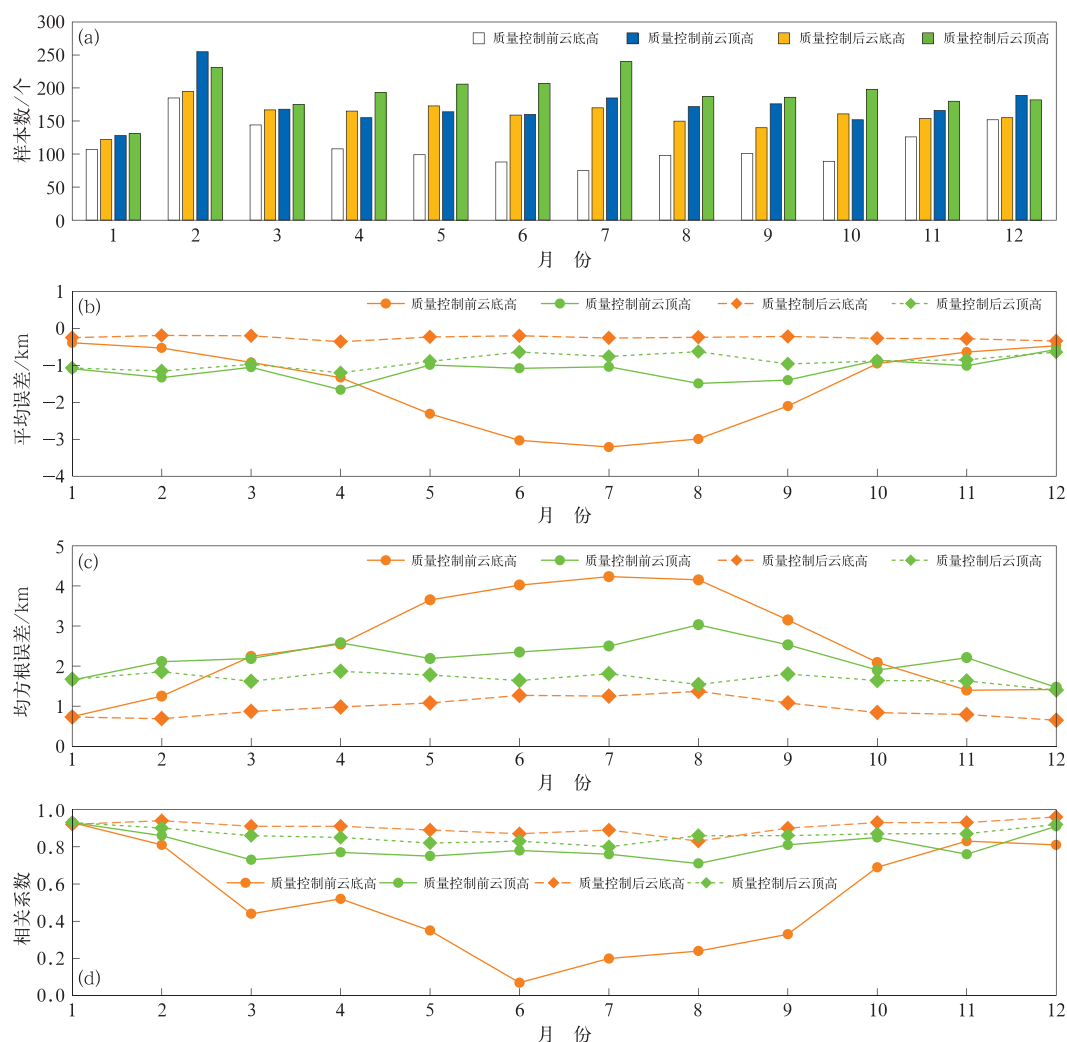 (a)
质量控制前云底高 质量控制前云顶高 质量控制后云底高 质量控制后云顶高
样本数/个
300
250
200
150
100
50
0
1 2 3 4 5 6 7 8 9 10 11 12
月 份
(b)
质量控制前云底高 质量控制前云顶高 质量控制后云底高 质量控制后云顶高
平均误差/km
1
0
−1
−2
−3
−4
1 2 3 4 5 6 7 8 9 10 11 12
月 份
(c)
质量控制前云底高 质量控制前云顶高 质量控制后云底高 质量控制后云顶高
均方根误差/km
5
4
3
2
1
0
1 2 3 4 5 6 7 8 9 10 11 12
月 份
相关系数
1.0
0.8
质量控制前云底高 质量控制前云顶高 质量控制后云底高 质量控制后云顶高
0.6
0.4
0.2
(d)
0.0
1 2 3 4 5 6 7 8 9 10 11 12
月 份